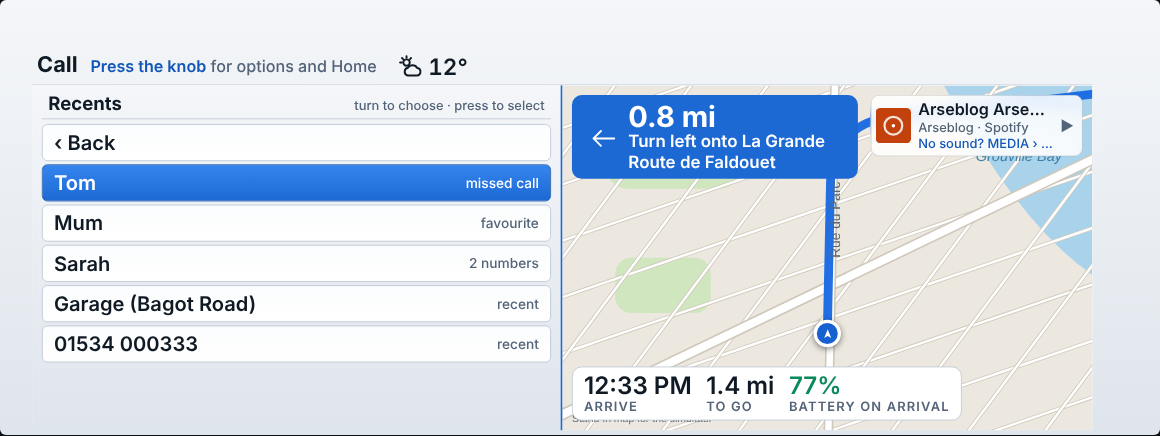 Call Press the knob for options and Home 12°
Recents turn to choose · press to select
‹ Back
Tom missed call
Mum favourite
Sarah 2 numbers
Garage (Bagot Road) recent
01534 000333 recent
0.8 mi
Turn left onto La Grande
Route de Faldouet
Arseblog Arse...
Arseblog · Spotify
No sound? MEDIA › ...
Grouville Bay
Rue du Parc
12:33 PM 1.4 mi 77%
ARRIVE TO GO BATTERY ON ARRIVAL